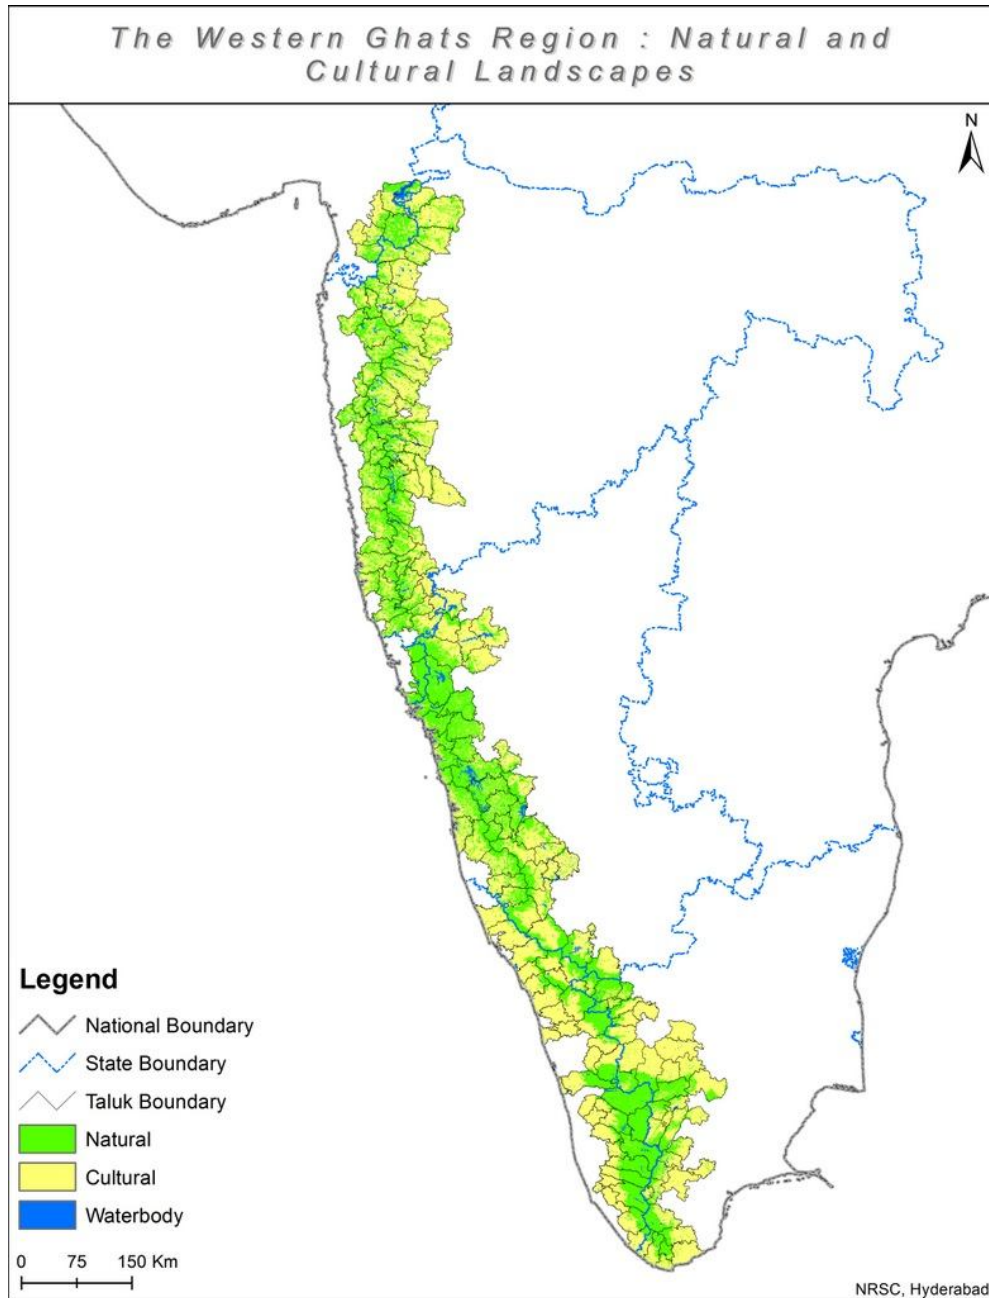 The Western Ghats Region : Natural and
Cultural Landscapes
N
Legend
National Boundary
State Boundary
Taluk Boundary
Natural
Cultural
Waterbody
0 75 150 Km
NRSC, Hyderabad